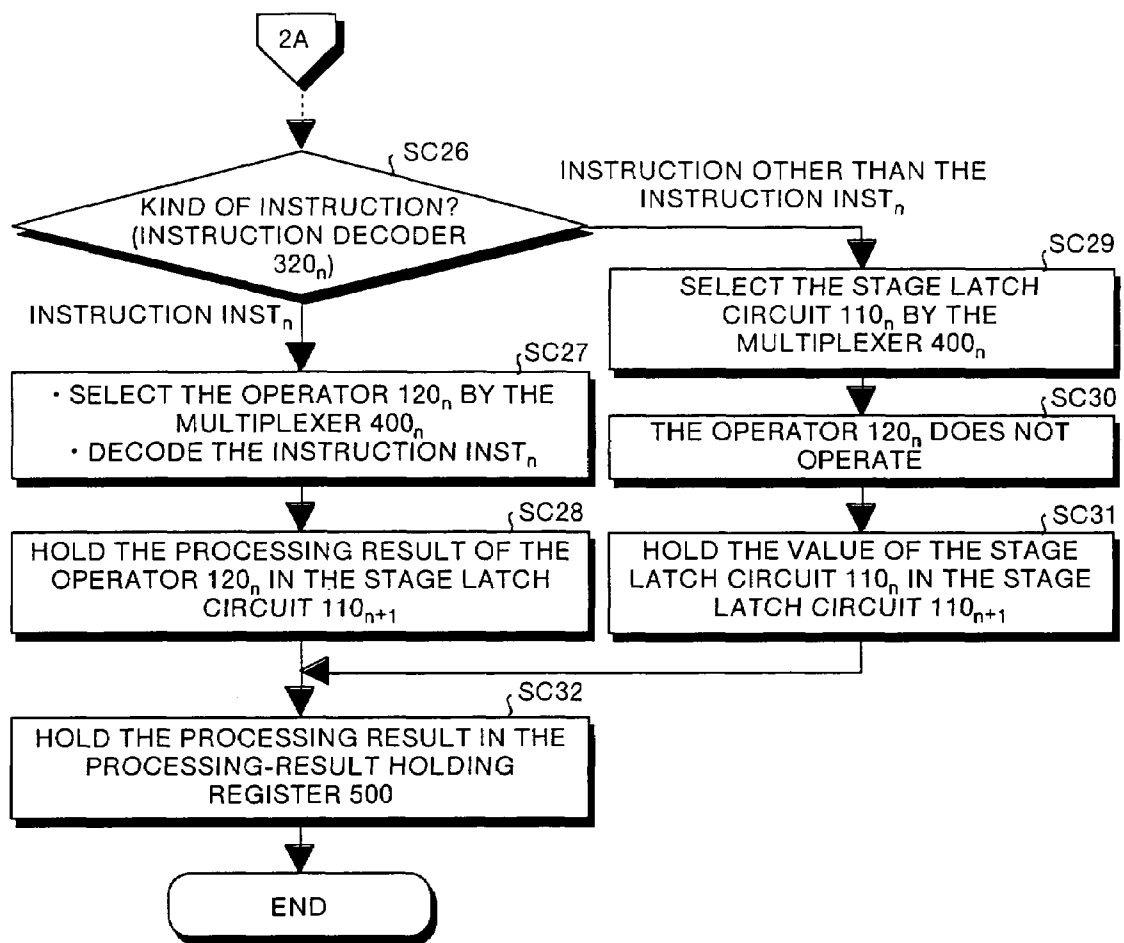 2A
SC26
KIND OF INSTRUCTION?
(INSTRUCTION DECODER
320n)
INSTRUCTION OTHER THAN THE
INSTRUCTION INSTn
INSTRUCTION INSTn
SC27
・SELECT THE OPERATOR 120n BY THE
MULTIPLEXER 400n
・DECODE THE INSTRUCTION INSTn
SC28
HOLD THE PROCESSING RESULT OF THE
OPERATOR 120n IN THE STAGE LATCH
CIRCUIT 110n+1
SC29
SELECT THE STAGE LATCH
CIRCUIT 110n BY THE
MULTIPLEXER 400n
SC30
THE OPERATOR 120n DOES NOT
OPERATE
SC31
HOLD THE VALUE OF THE STAGE
LATCH CIRCUIT 110n IN THE STAGE
LATCH CIRCUIT 110n+1
SC32
HOLD THE PROCESSING RESULT IN THE
PROCESSING-RESULT HOLDING
REGISTER 500
END